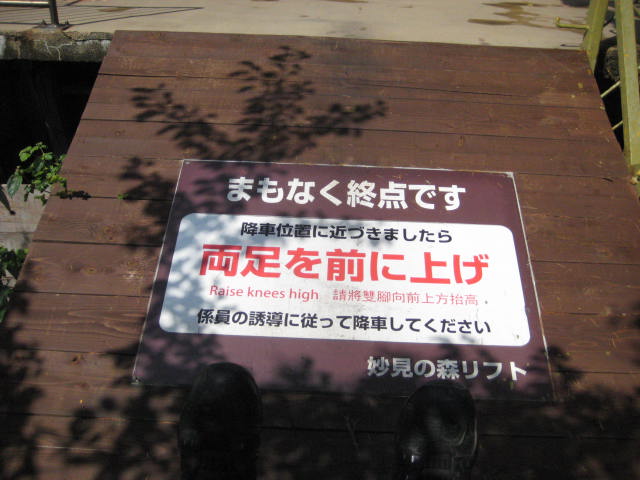 まもなく終点です
降車位置に近づきましたら
両足を前に上げ
Raise knees high 請將雙腳向前上方抬高。
係員の誘導に従って降車してください
妙見の森リフト